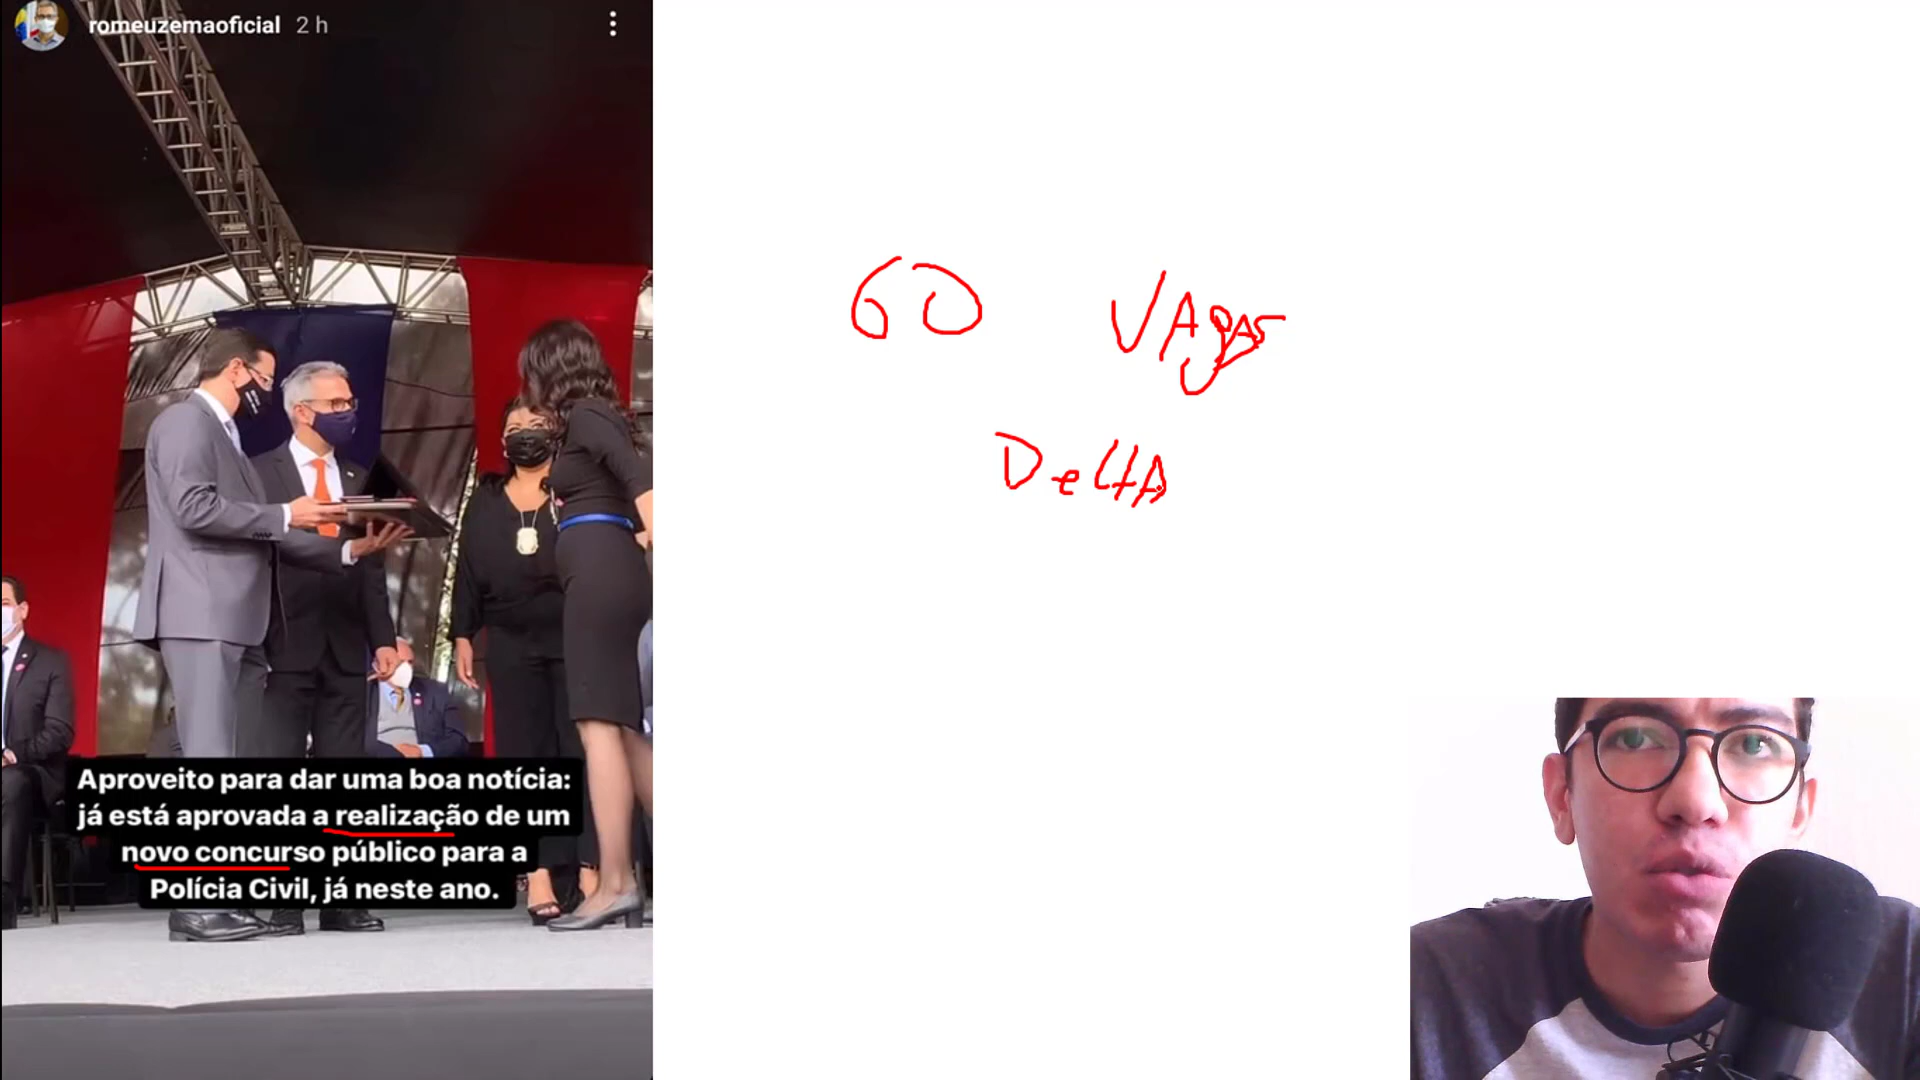 romeuzemaoficial 2 h
Aproveito para dar uma boa notícia:
já está aprovada a realização de um
novo concurso público para a
Polícia Civil, já neste ano.
60 VAgAs
DeltA